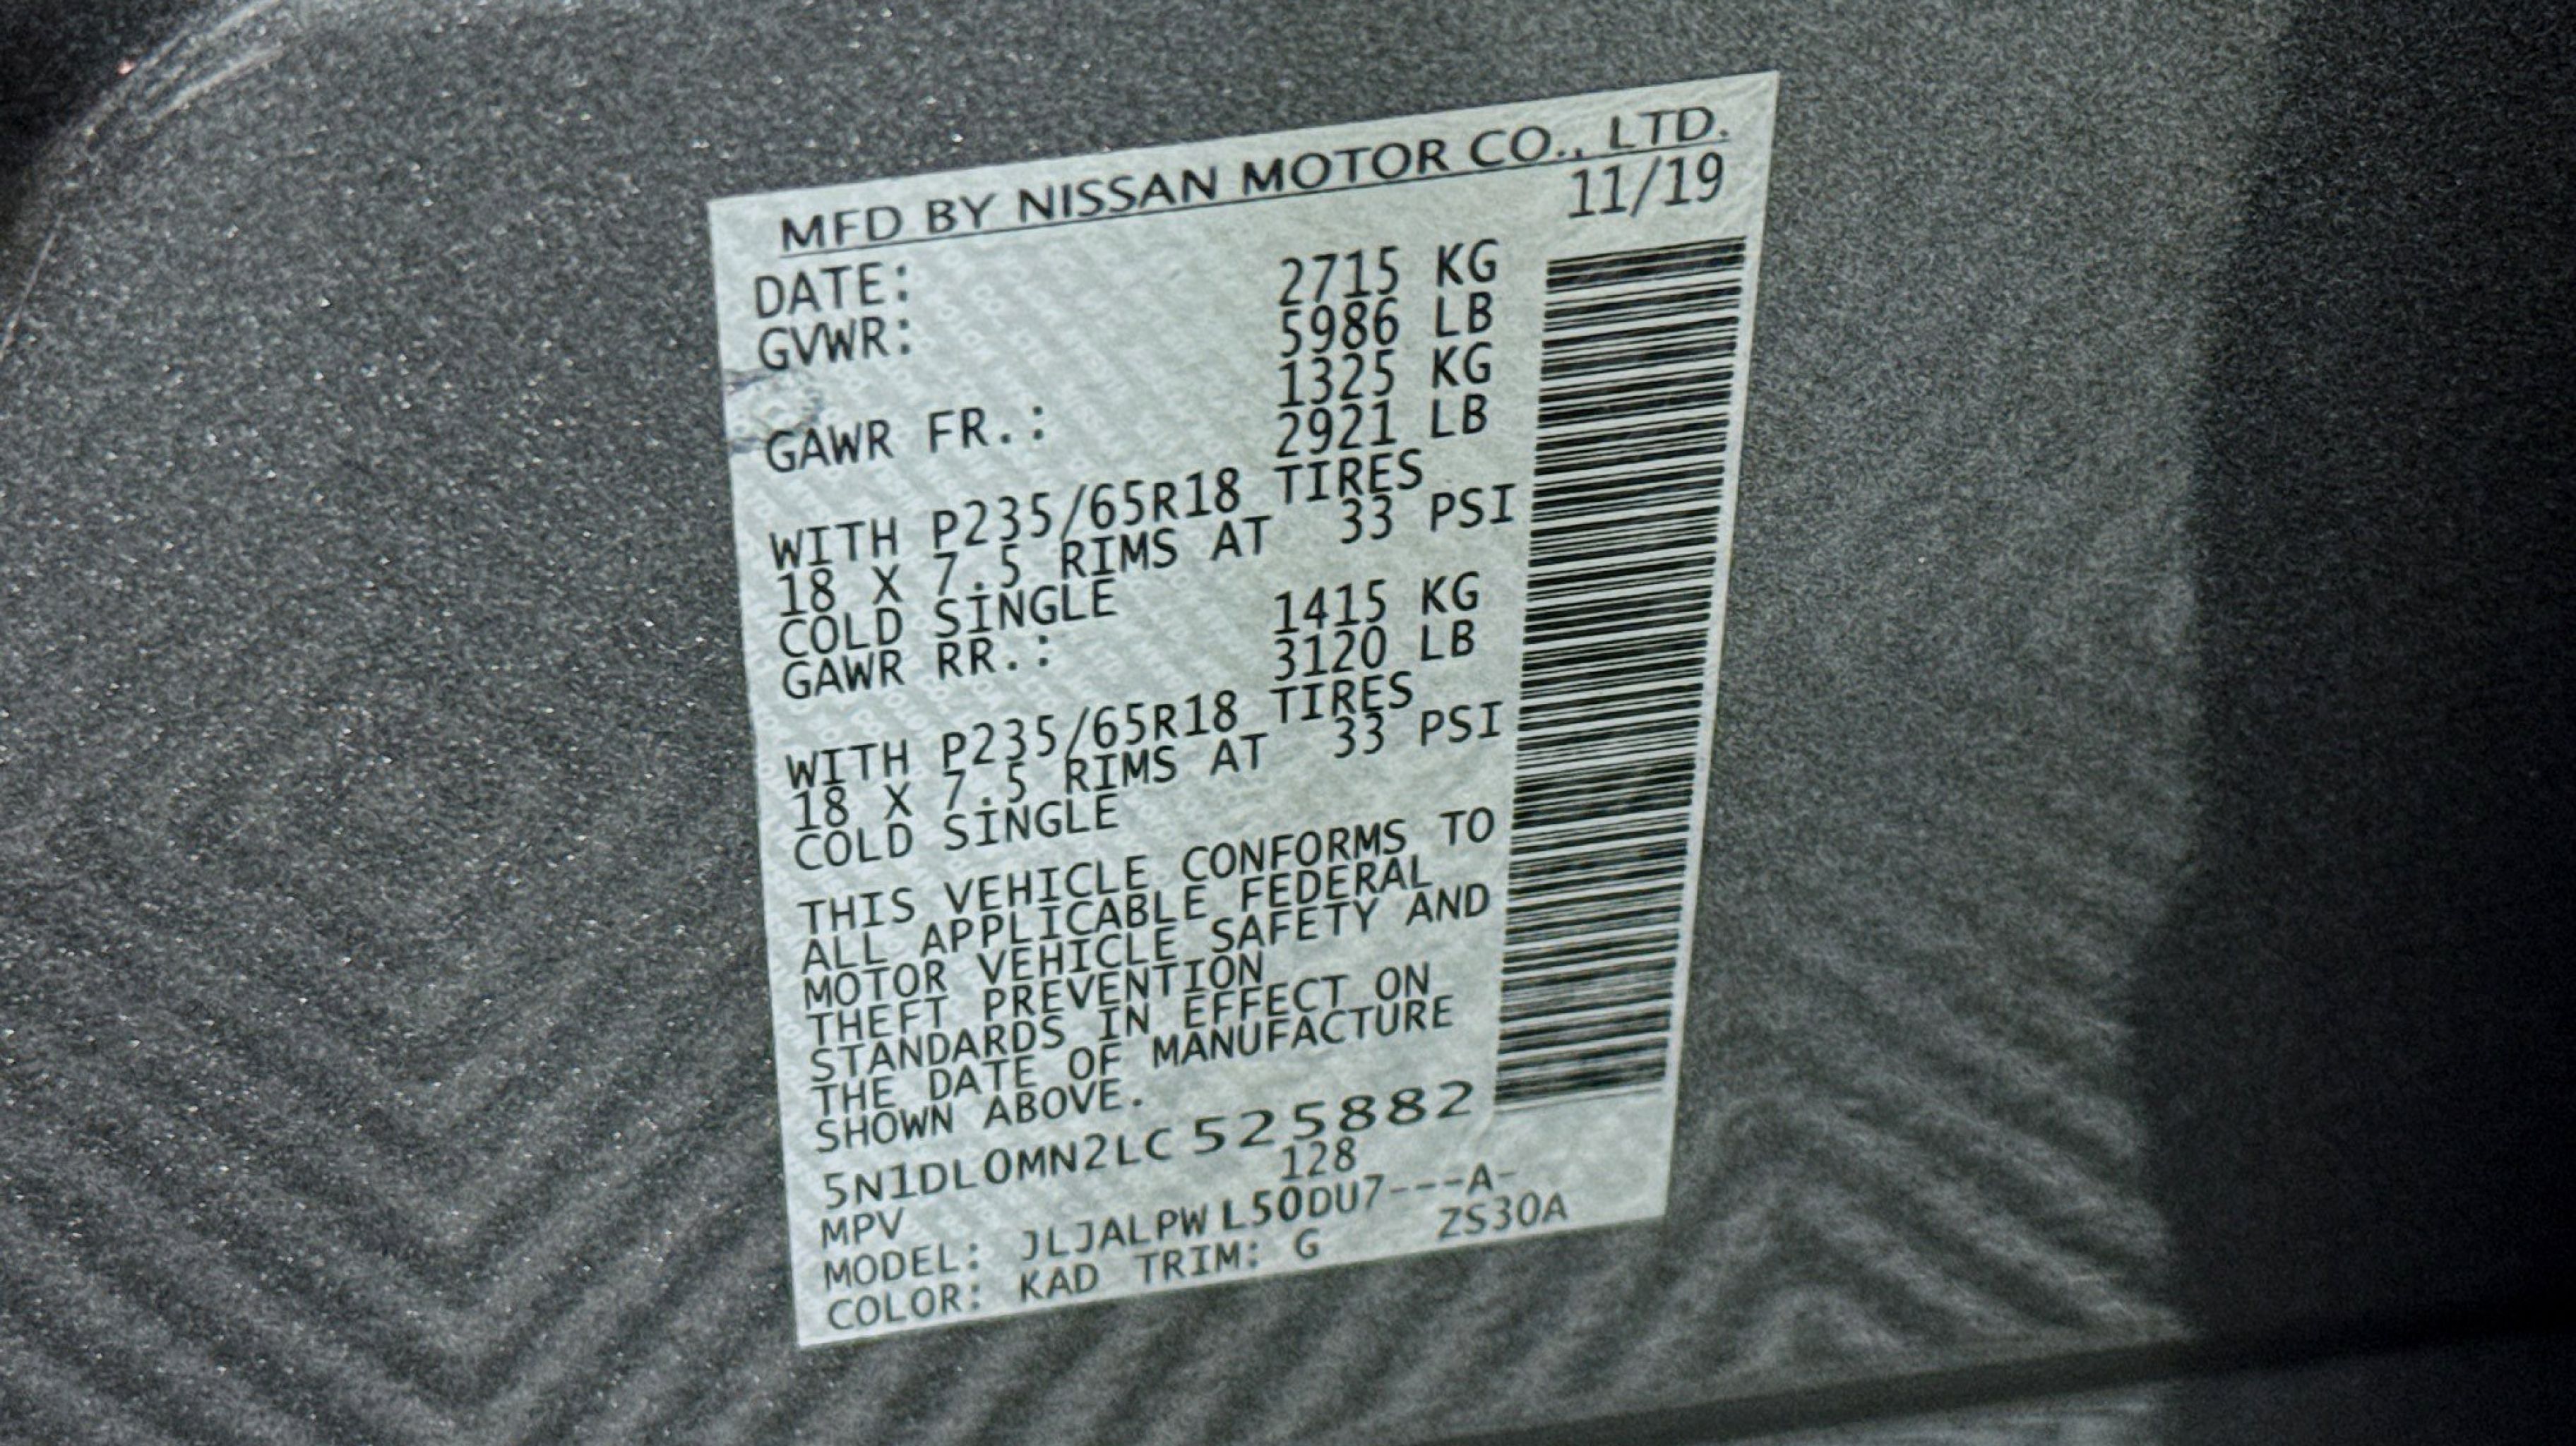 MFD BY NISSAN MOTOR CO., LTD.
DATE: 11/19
GVWR: 2715 KG
5986 LB
GAWR FR.: 1325 KG
2921 LB
WITH P235/65R18 TIRES
18 X 7.5 RIMS AT 33 PSI
COLD SINGLE
GAWR RR.: 1415 KG
3120 LB
WITH P235/65R18 TIRES
18 X 7.5 RIMS AT 33 PSI
COLD SINGLE
THIS VEHICLE CONFORMS TO
ALL APPLICABLE FEDERAL
MOTOR VEHICLE SAFETY AND
THEFT PREVENTION
STANDARDS IN EFFECT ON
THE DATE OF MANUFACTURE
SHOWN ABOVE.
5N1DL0MN2LC525882
MPV 128
MODEL: JLJALPWL50DU7---A-
COLOR: KAD TRIM: G ZS30A